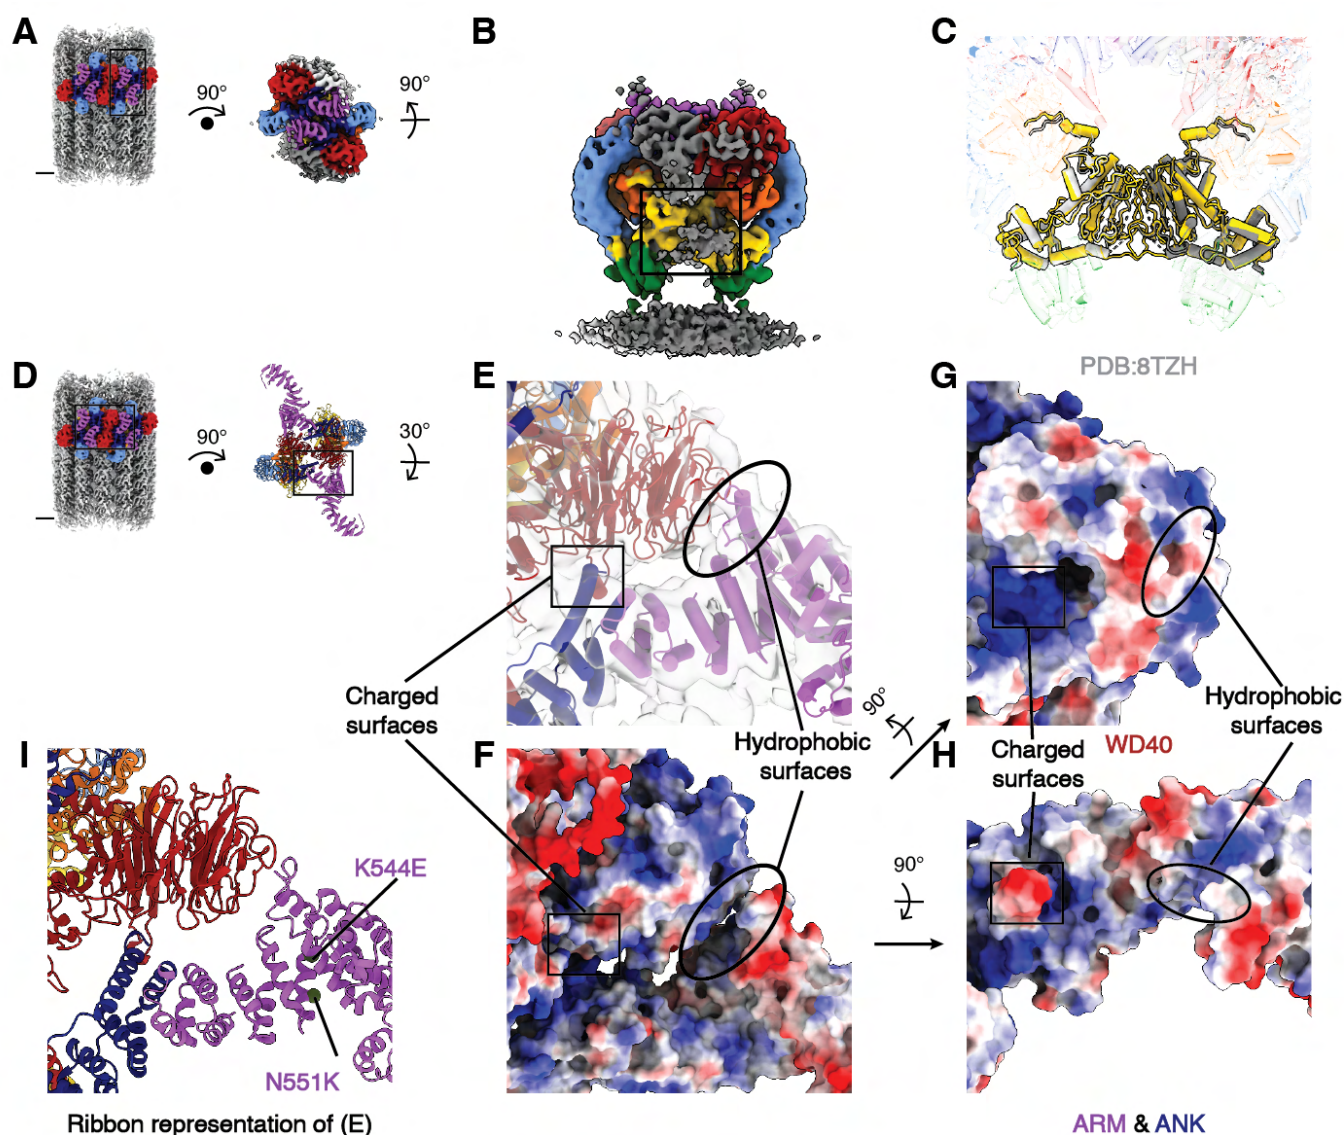 A
B
C
90°
90°
PDB:8TZH
D
E
G
90°
30°
Charged
surfaces
Hydrophobic
surfaces
90°
Hydrophobic
surfaces
Charged
surfaces
WD40
I
F
H
K544E
90°
N551K
Ribbon representation of (E)
ARM & ANK